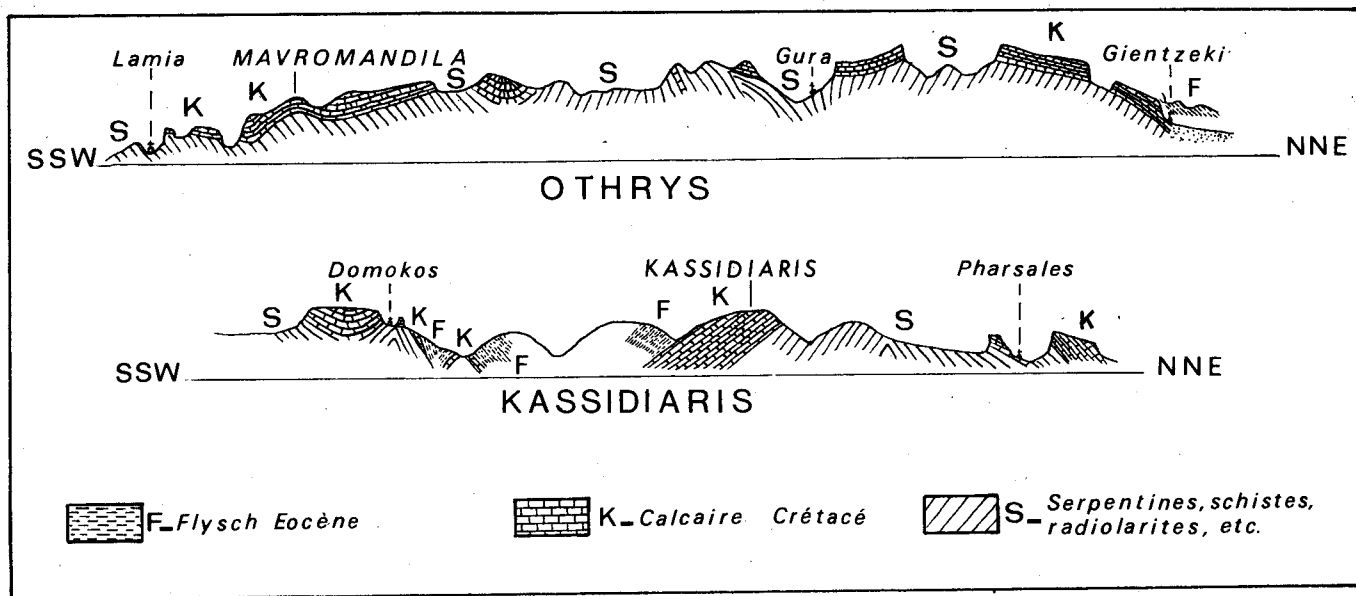 Lamia MAVROMANDILA Gura K Gientzeki
S K K S S S S F
SSW NNE
OTHRYS
Domokos KASSIDIARIS Pharsales
S K K F K F F K S K
SSW NNE
KASSIDIARIS
F_Flysch Eocène
K_Calcaire Crétacé
S_Serpentines, schistes,
radiolarites, etc.